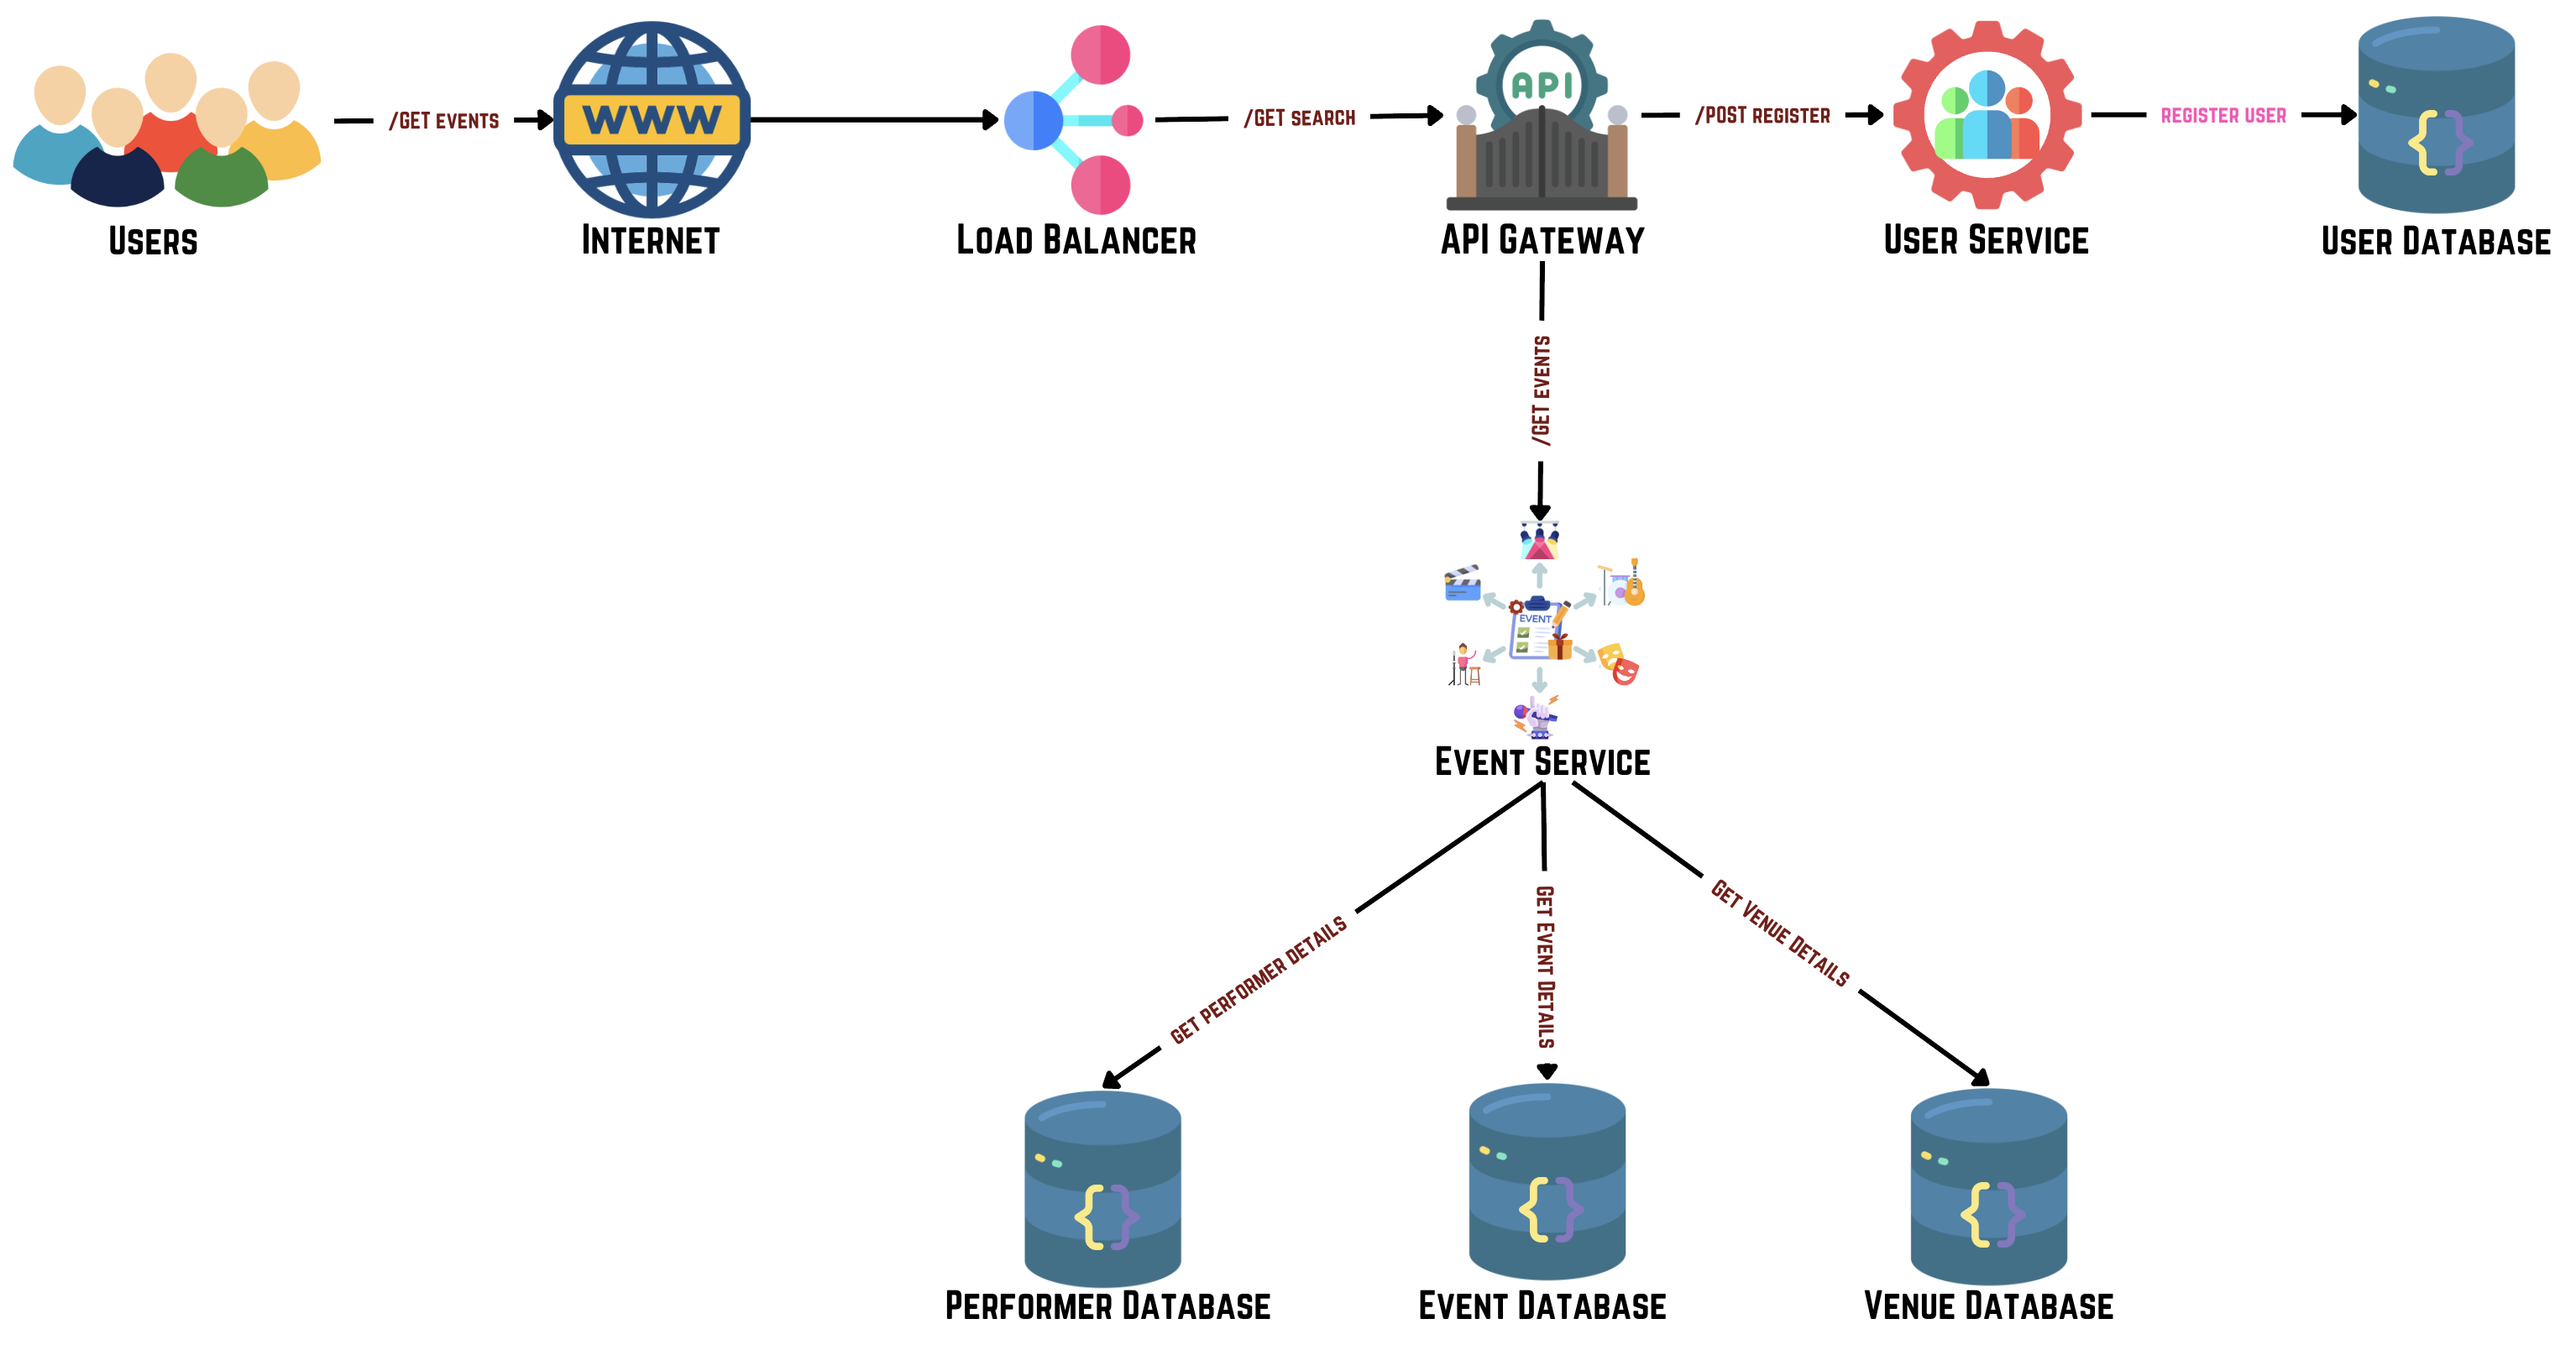 /GET EVENTS
WWW
/GET SEARCH
API
/POST REGISTER
REGISTER USER
{ }
USERS
INTERNET
LOAD BALANCER
API GATEWAY
USER SERVICE
USER DATABASE
/GET EVENTS
EVENT
EVENT SERVICE
GET PERFORMER DETAILS
GET EVENT DETAILS
GET VENUE DETAILS
{ }
{ }
{ }
PERFORMER DATABASE
EVENT DATABASE
VENUE DATABASE